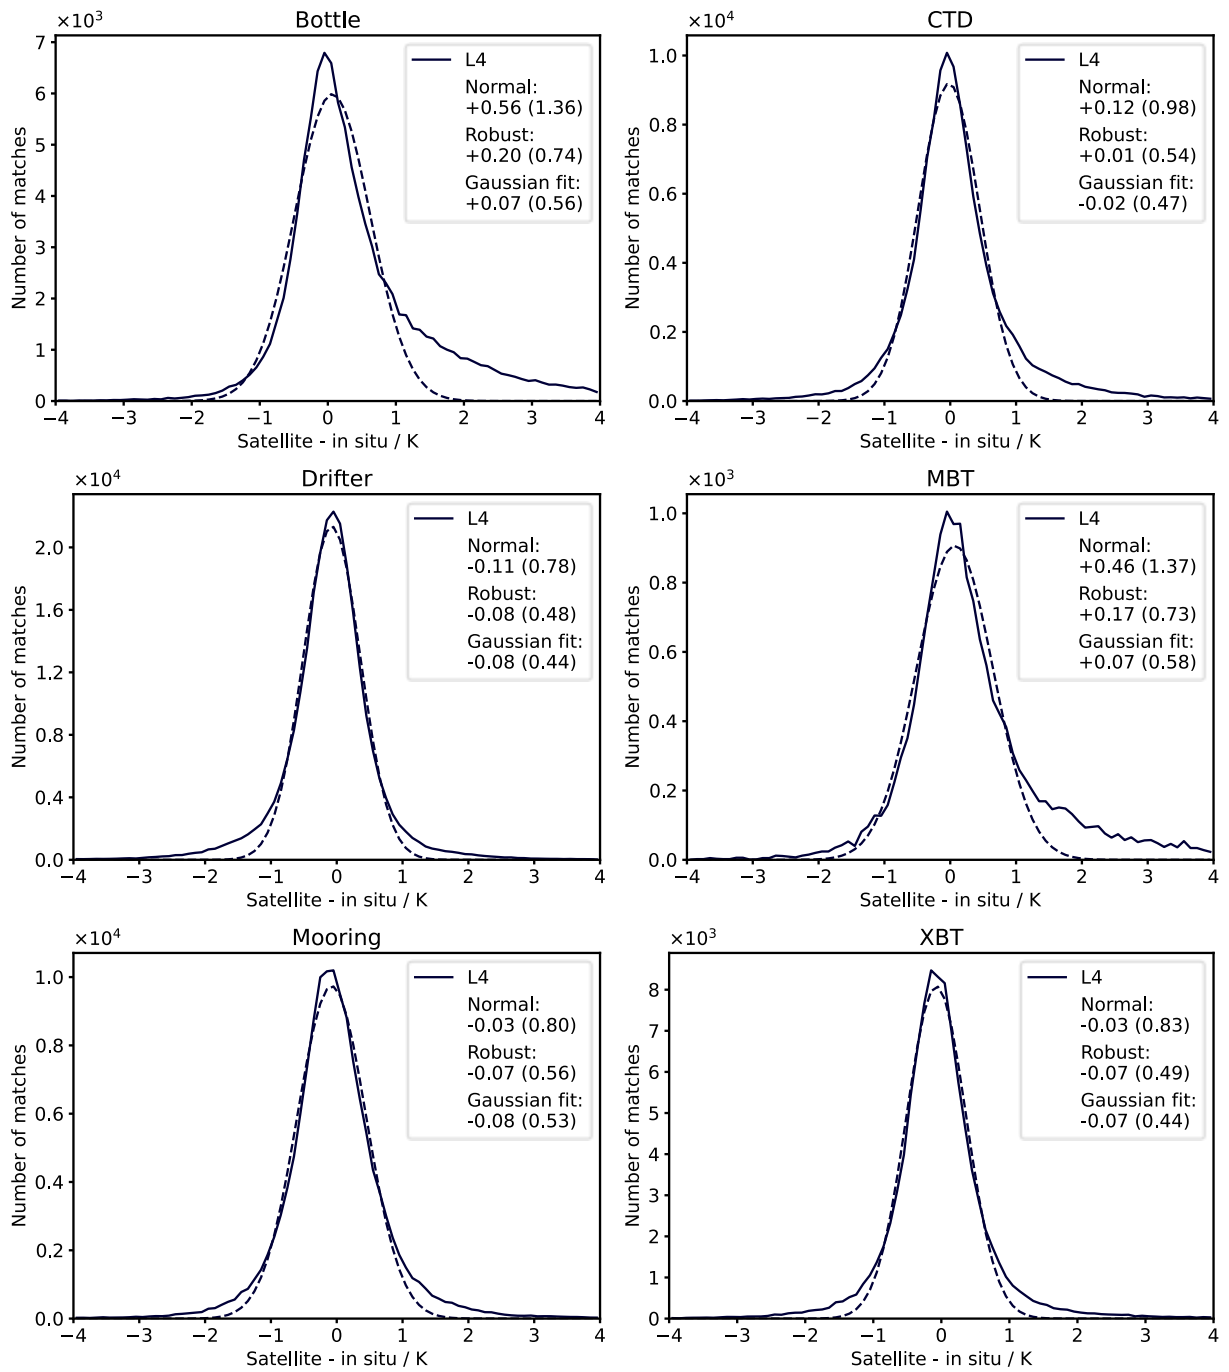 Bottle
×10³
7
6
5
4
3
2
1
0
Number of matches
−4 −3 −2 −1 0 1 2 3 4
Satellite - in situ / K
L4
Normal:
+0.56 (1.36)
Robust:
+0.20 (0.74)
Gaussian fit:
+0.07 (0.56)
CTD
×10⁴
1.0
0.8
0.6
0.4
0.2
0.0
Number of matches
−4 −3 −2 −1 0 1 2 3 4
Satellite - in situ / K
L4
Normal:
+0.12 (0.98)
Robust:
+0.01 (0.54)
Gaussian fit:
-0.02 (0.47)
Drifter
×10⁴
2.0
1.6
1.2
0.8
0.4
0.0
Number of matches
−4 −3 −2 −1 0 1 2 3 4
Satellite - in situ / K
L4
Normal:
-0.11 (0.78)
Robust:
-0.08 (0.48)
Gaussian fit:
-0.08 (0.44)
MBT
×10³
1.0
0.8
0.6
0.4
0.2
0.0
Number of matches
−4 −3 −2 −1 0 1 2 3 4
Satellite - in situ / K
L4
Normal:
+0.46 (1.37)
Robust:
+0.17 (0.73)
Gaussian fit:
+0.07 (0.58)
Mooring
×10⁴
1.0
0.8
0.6
0.4
0.2
0.0
Number of matches
−4 −3 −2 −1 0 1 2 3 4
Satellite - in situ / K
L4
Normal:
-0.03 (0.80)
Robust:
-0.07 (0.56)
Gaussian fit:
-0.08 (0.53)
XBT
×10³
8
7
6
5
4
3
2
1
0
Number of matches
−4 −3 −2 −1 0 1 2 3 4
Satellite - in situ / K
L4
Normal:
-0.03 (0.83)
Robust:
-0.07 (0.49)
Gaussian fit:
-0.07 (0.44)